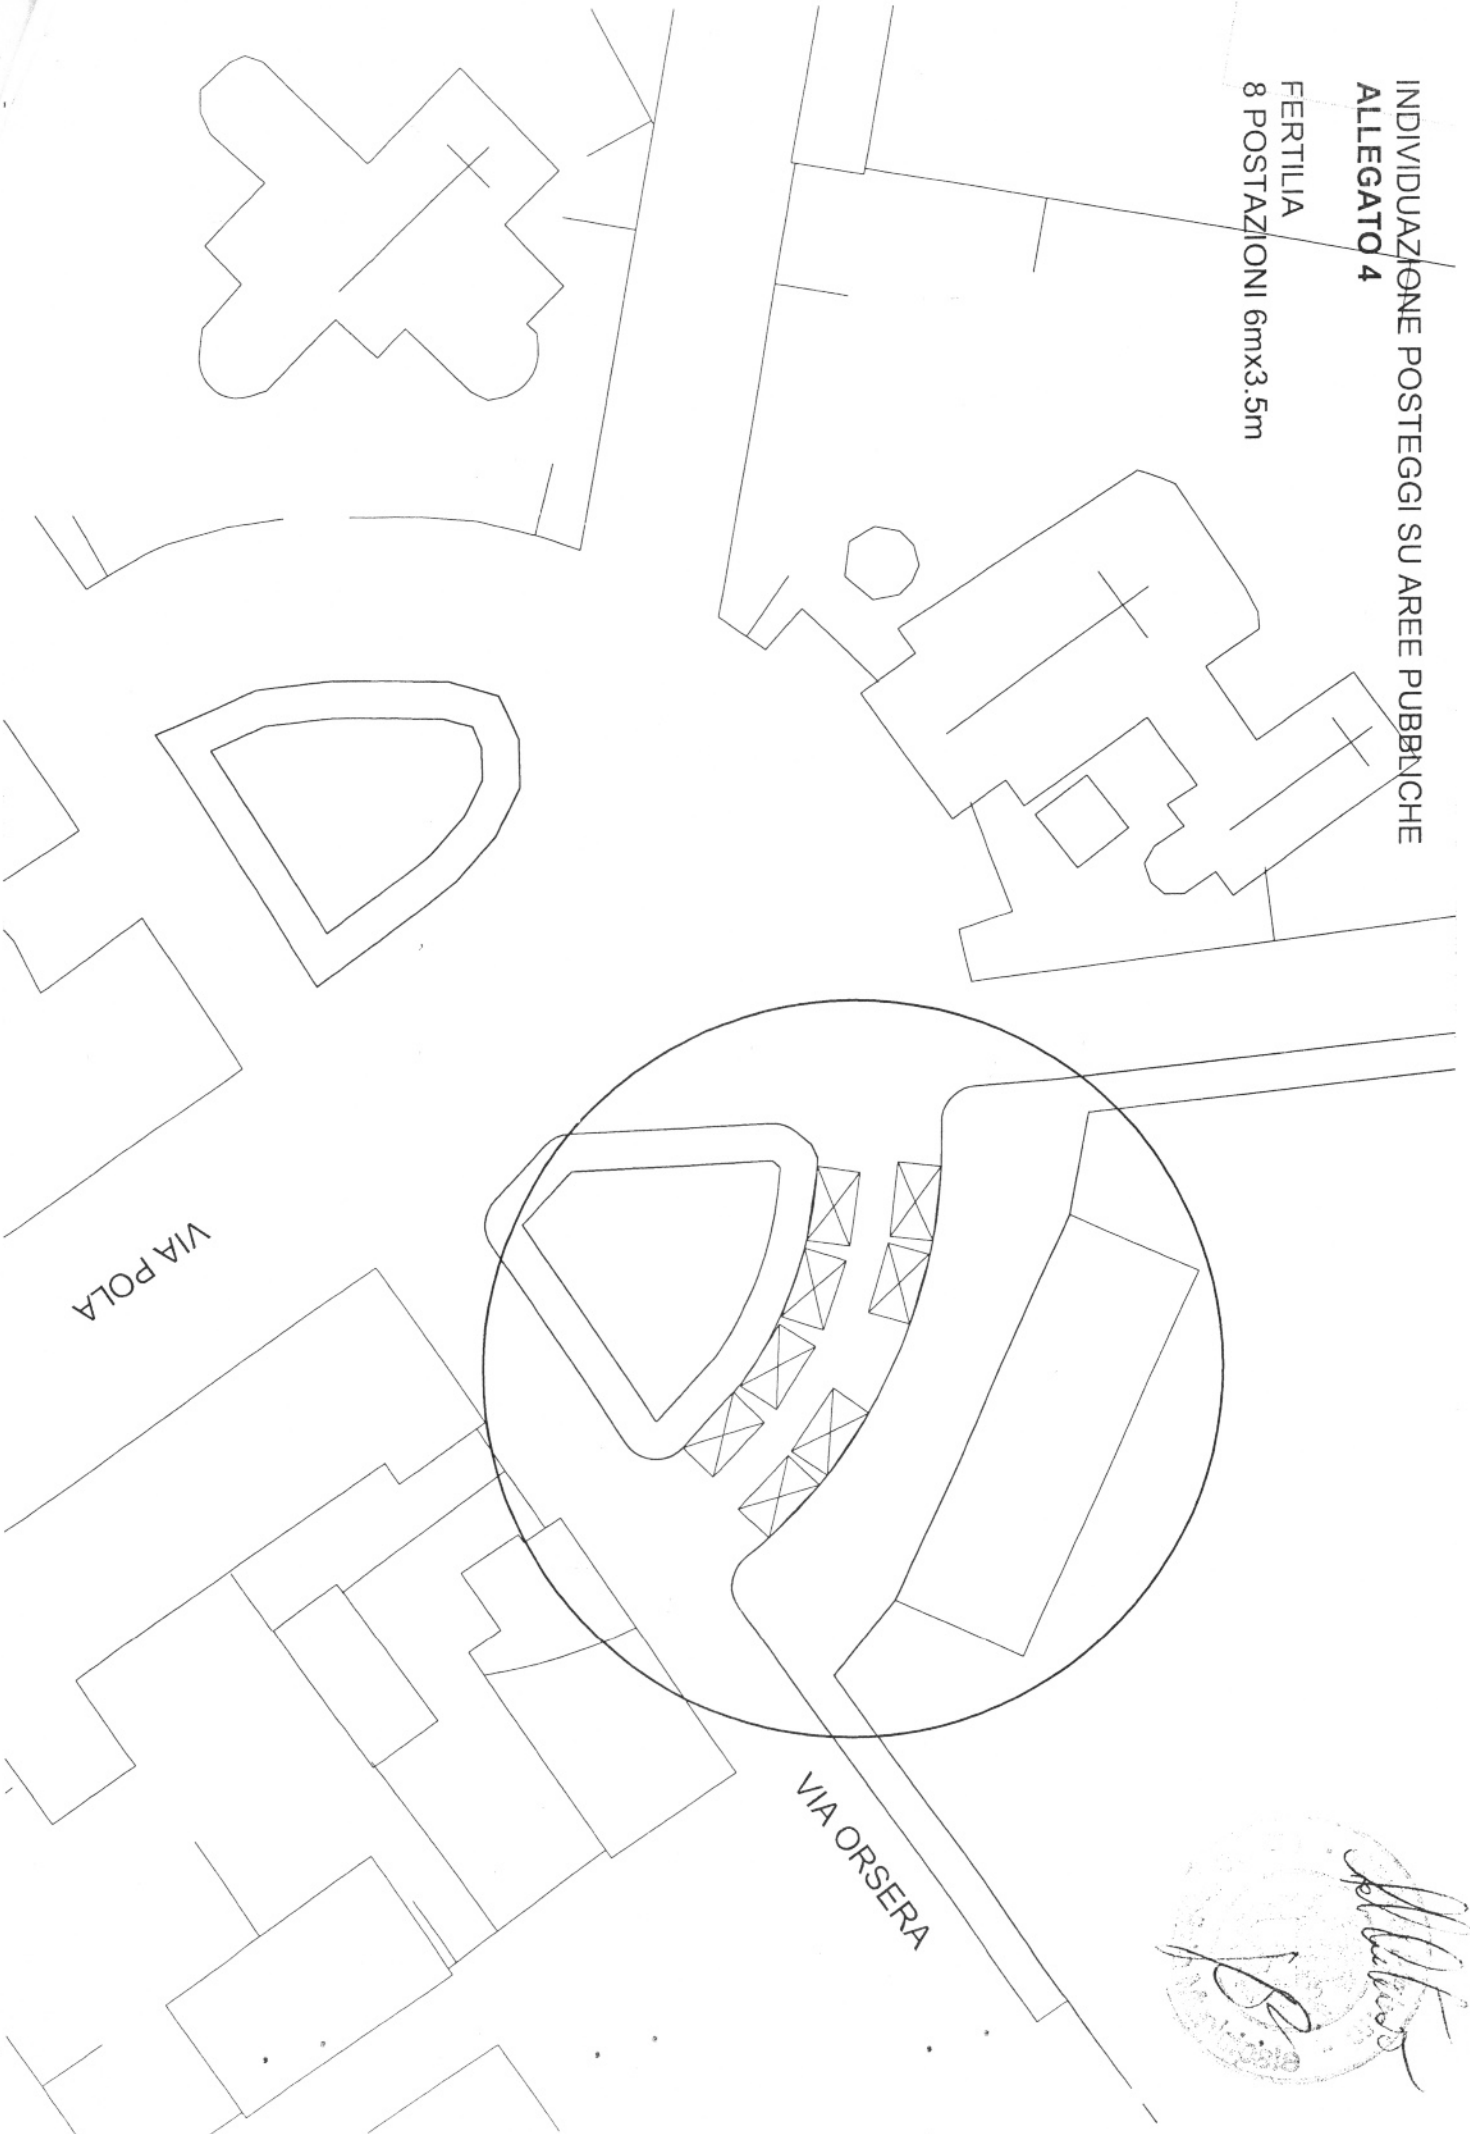 INDIVIDUAZIONE POSTEGGI SU AREE PUBBLICHE
ALLEGATO 4
FERTILIA
8 POSTAZIONI 6mx3.5m
VIA POLA
VIA ORSERA